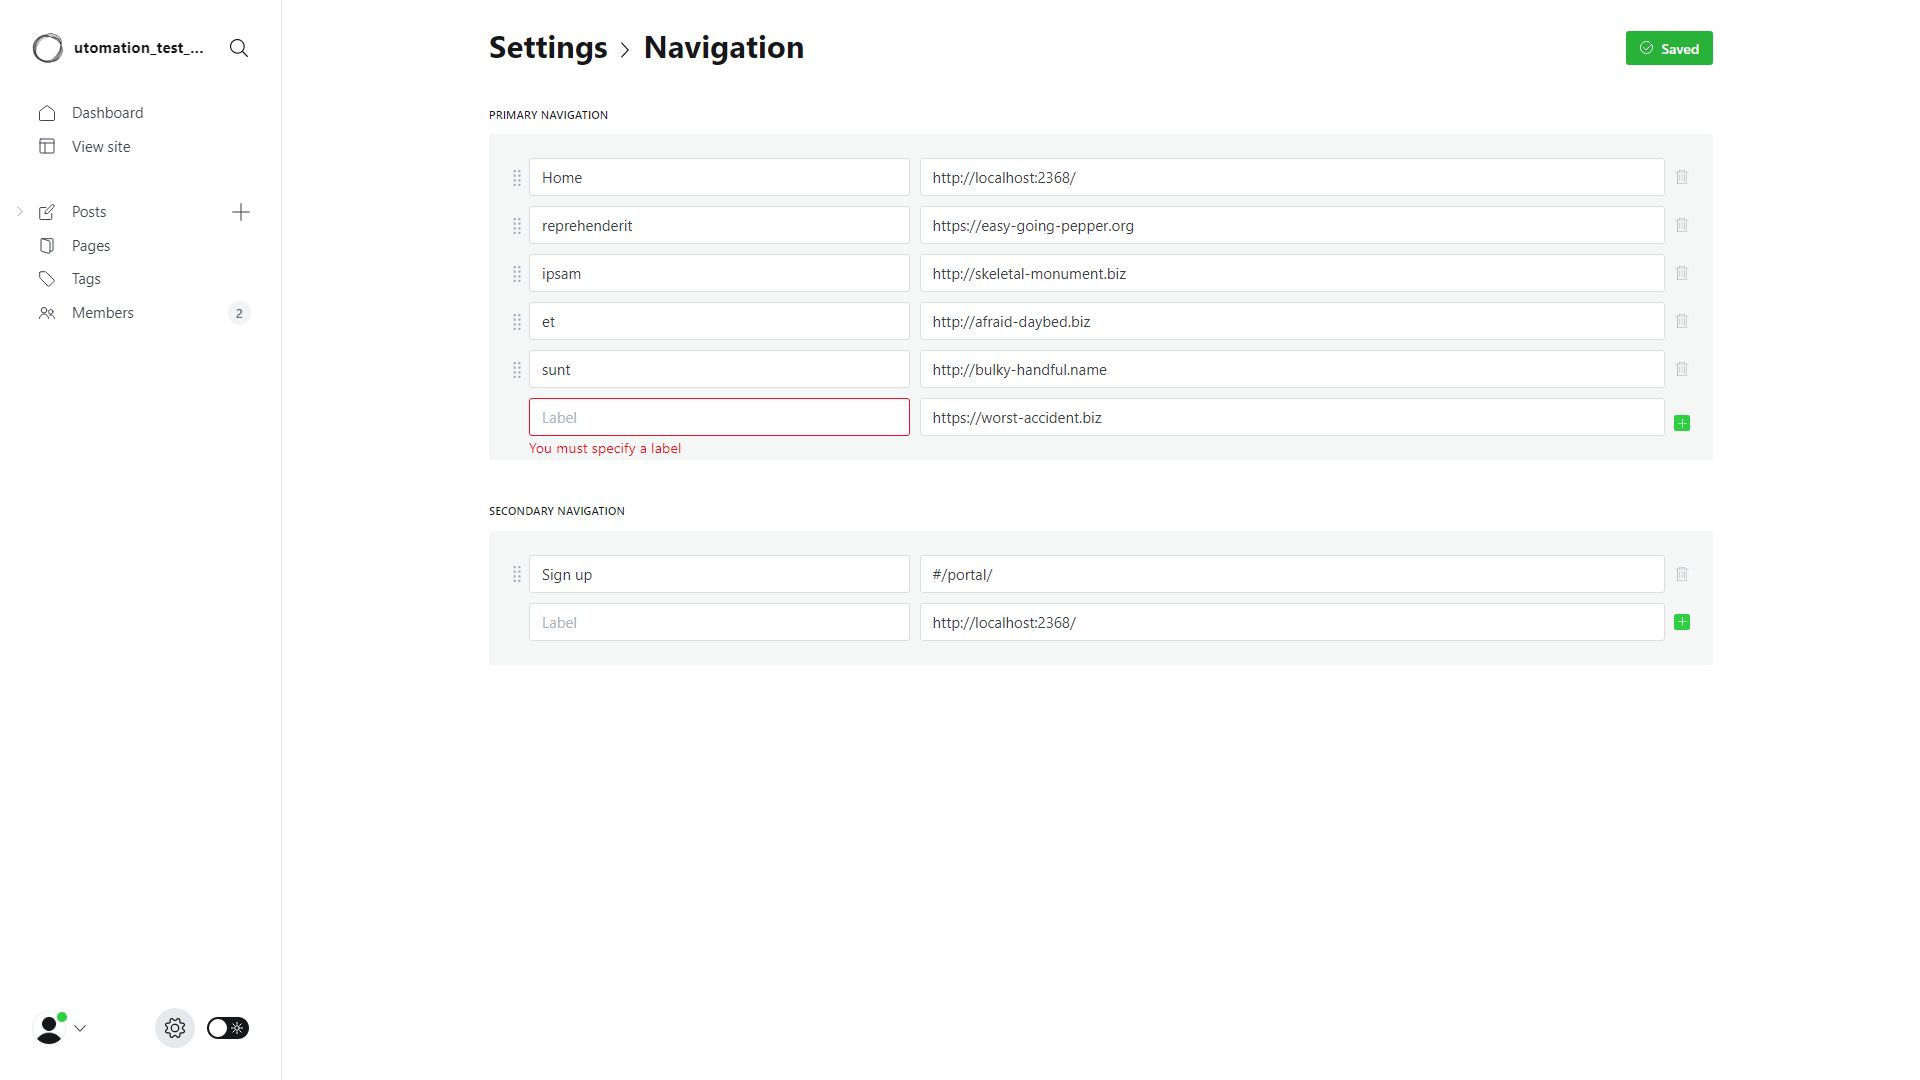 utomation_test_...
Dashboard
View site
Posts
Pages
Tags
Members 2
Settings › Navigation
Saved
PRIMARY NAVIGATION
Home http://localhost:2368/
reprehenderit https://easy-going-pepper.org
ipsam http://skeletal-monument.biz
et http://afraid-daybed.biz
sunt http://bulky-handful.name
Label https://worst-accident.biz
You must specify a label
SECONDARY NAVIGATION
Sign up #/portal/
Label http://localhost:2368/